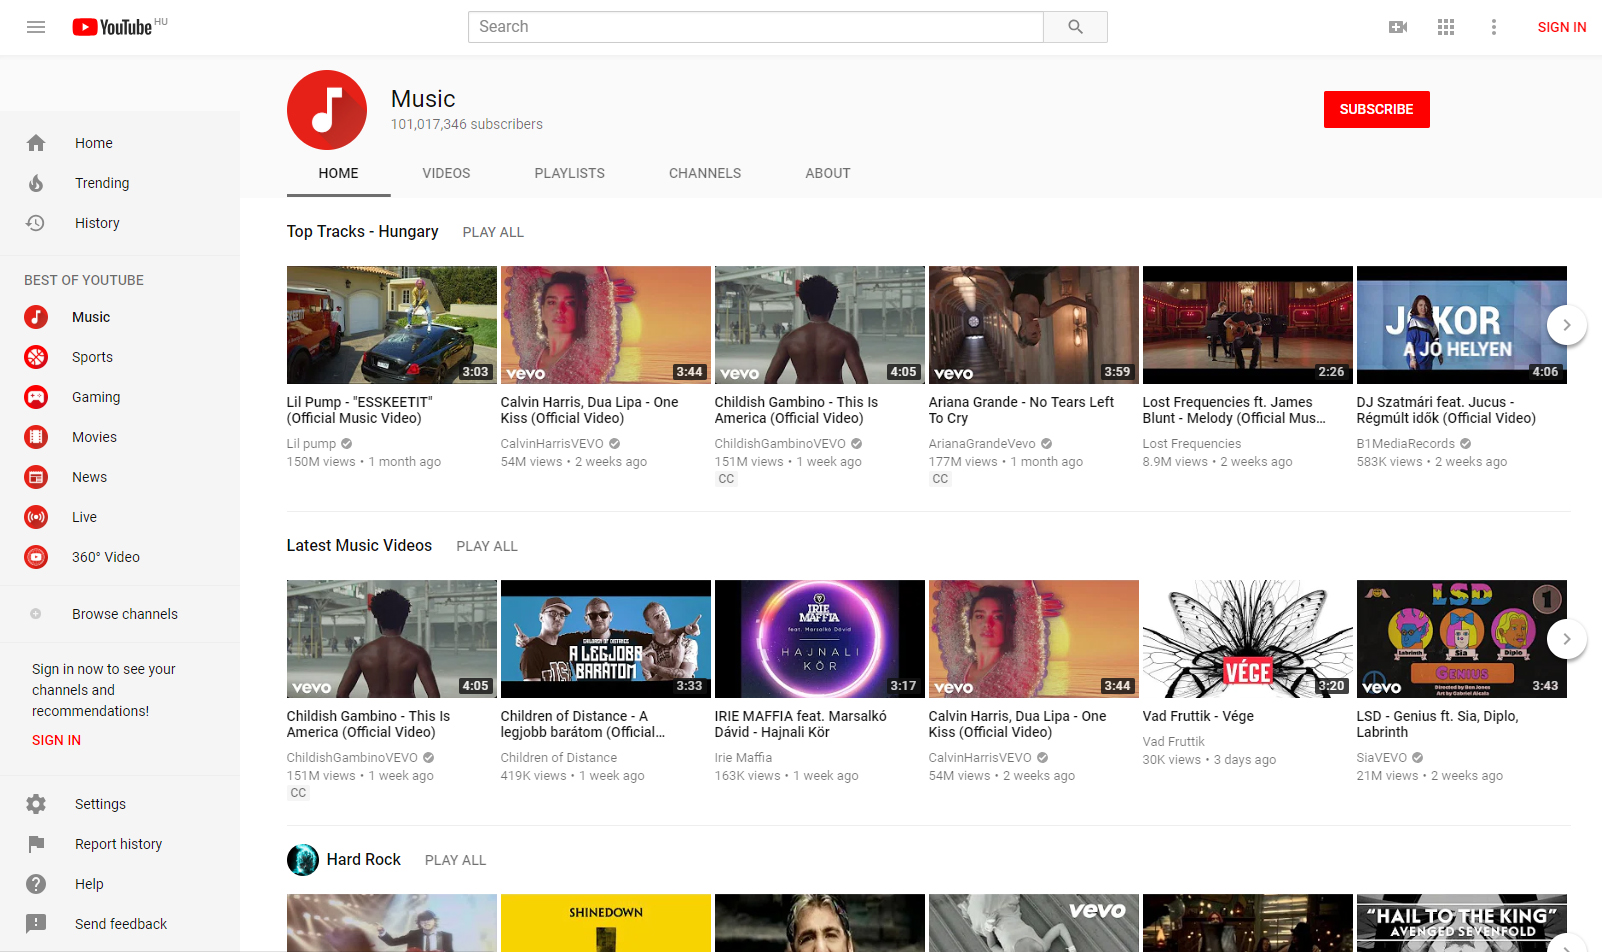 YouTube HU
Search
SIGN IN
Home
Trending
History
BEST OF YOUTUBE
Music
Sports
Gaming
Movies
News
Live
360° Video
Browse channels
Sign in now to see your
channels and
recommendations!
SIGN IN
Settings
Report history
Help
Send feedback
Music
101,017,346 subscribers
SUBSCRIBE
HOME VIDEOS PLAYLISTS CHANNELS ABOUT
Top Tracks - Hungary PLAY ALL
3:03
Lil Pump - "ESSKEETIT"
(Official Music Video)
Lil pump
150M views • 1 month ago
vevo 3:44
Calvin Harris, Dua Lipa - One
Kiss (Official Video)
CalvinHarrisVEVO
54M views • 2 weeks ago
vevo 4:05
Childish Gambino - This Is
America (Official Video)
ChildishGambinoVEVO
151M views • 1 week ago
CC
vevo 3:59
Ariana Grande - No Tears Left
To Cry
ArianaGrandeVevo
177M views • 1 month ago
CC
2:26
Lost Frequencies ft. James
Blunt - Melody (Official Mus...
Lost Frequencies
8.9M views • 2 weeks ago
A JÓ HELYEN
4:06
DJ Szatmári feat. Jucus -
Régmúlt idők (Official Video)
B1MediaRecords
583K views • 2 weeks ago
Latest Music Videos PLAY ALL
vevo 4:05
Childish Gambino - This Is
America (Official Video)
ChildishGambinoVEVO
151M views • 1 week ago
CC
CHILDREN OF DISTANCE
A LEGJOBB
BARÁTOM
3:33
Children of Distance - A
legjobb barátom (Official...
Children of Distance
419K views • 1 week ago
IRIE
MAFFIA
feat. Marsalkó Dávid
HAJNALI
KÖR
3:17
IRIE MAFFIA feat. Marsalkó
Dávid - Hajnali Kör
Irie Maffia
163K views • 1 week ago
vevo 3:44
Calvin Harris, Dua Lipa - One
Kiss (Official Video)
CalvinHarrisVEVO
54M views • 2 weeks ago
VÉGE
3:20
Vad Fruttik - Vége
Vad Fruttik
30K views • 3 days ago
LSD 1
Labrinth Sia Diplo
GENIUS
Directed by Ben Jones
Art by Gabriel Alcala
vevo 3:43
LSD - Genius ft. Sia, Diplo,
Labrinth
SiaVEVO
21M views • 2 weeks ago
Hard Rock PLAY ALL
SHINEDOWN
vevo
"HAIL TO THE KING"
AVENGED SEVENFOLD